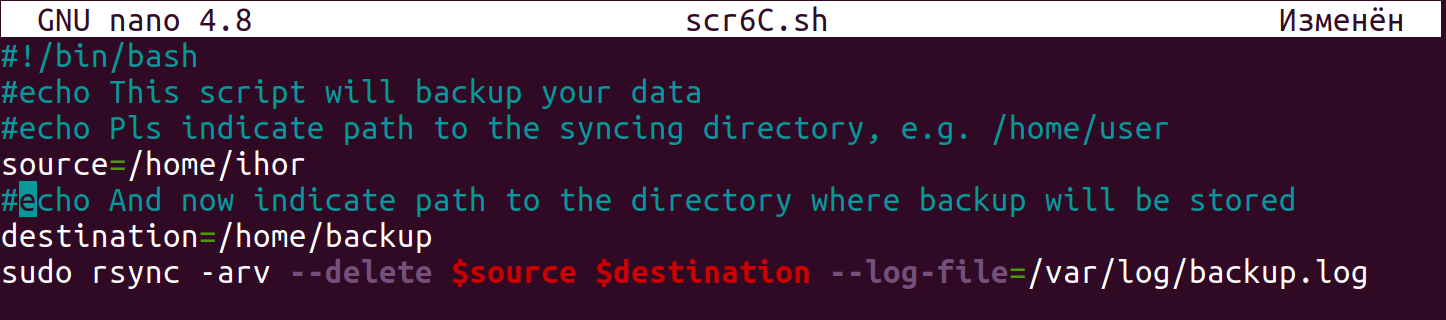 GNU nano 4.8 scr6C.sh Изменён
#!/bin/bash
#echo This script will backup your data
#echo Pls indicate path to the syncing directory, e.g. /home/user
source=/home/ihor
#echo And now indicate path to the directory where backup will be stored
destination=/home/backup
sudo rsync -arv --delete $source $destination --log-file=/var/log/backup.log